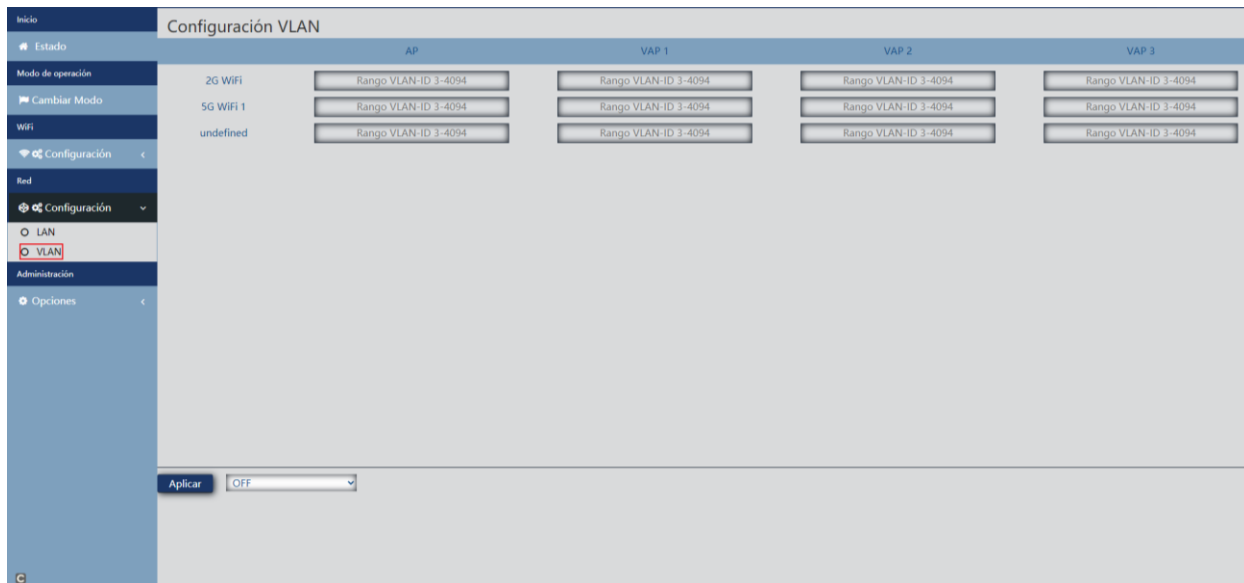 Inicio
Estado
Modo de operación
Cambiar Modo
WiFi
Configuración
Red
Configuración
LAN
VLAN
Administración
Opciones
C
Configuración VLAN
AP VAP 1 VAP 2 VAP 3
2G WiFi Rango VLAN-ID 3-4094 Rango VLAN-ID 3-4094 Rango VLAN-ID 3-4094 Rango VLAN-ID 3-4094
5G WiFi 1 Rango VLAN-ID 3-4094 Rango VLAN-ID 3-4094 Rango VLAN-ID 3-4094 Rango VLAN-ID 3-4094
undefined Rango VLAN-ID 3-4094 Rango VLAN-ID 3-4094 Rango VLAN-ID 3-4094 Rango VLAN-ID 3-4094
Aplicar OFF